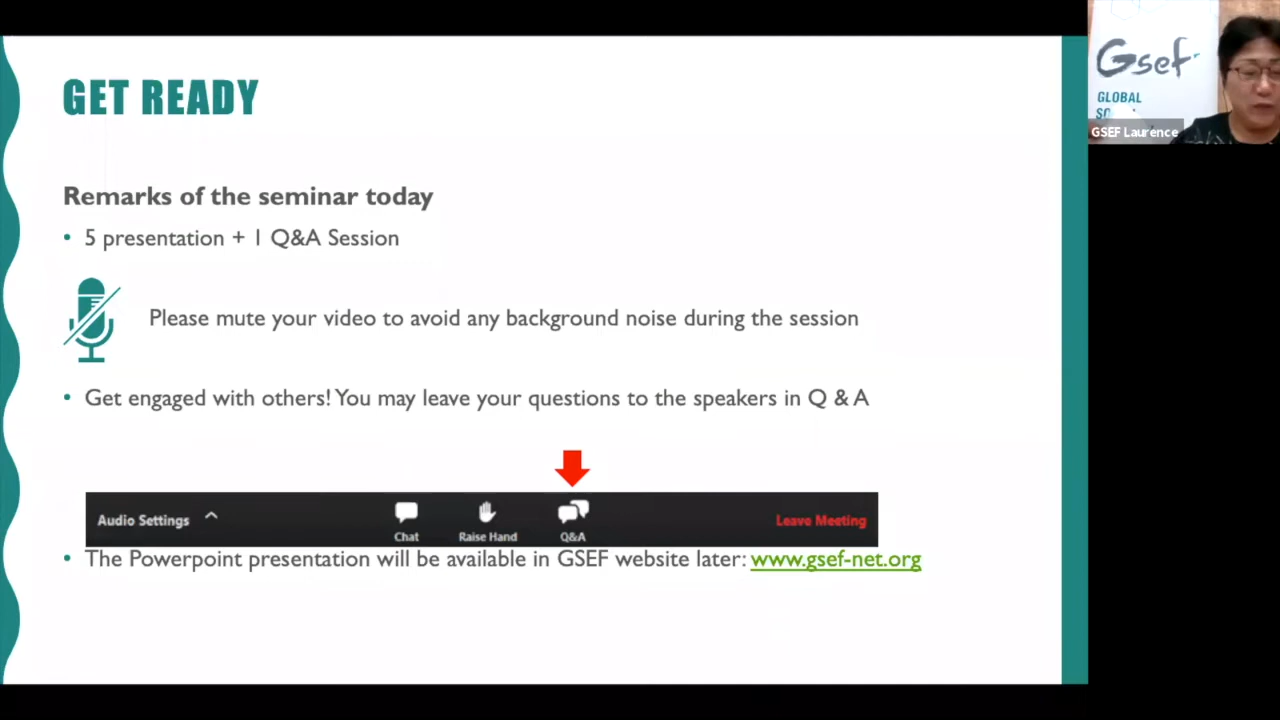 GET READY
Remarks of the seminar today
• 5 presentation + 1 Q&A Session
Please mute your video to avoid any background noise during the session
• Get engaged with others! You may leave your questions to the speakers in Q & A
Audio Settings
Chat
Raise Hand
Q&A
Leave Meeting
• The Powerpoint presentation will be available in GSEF website later: www.gsef-net.org
Gsef
GLOBAL
GSEF Laurence